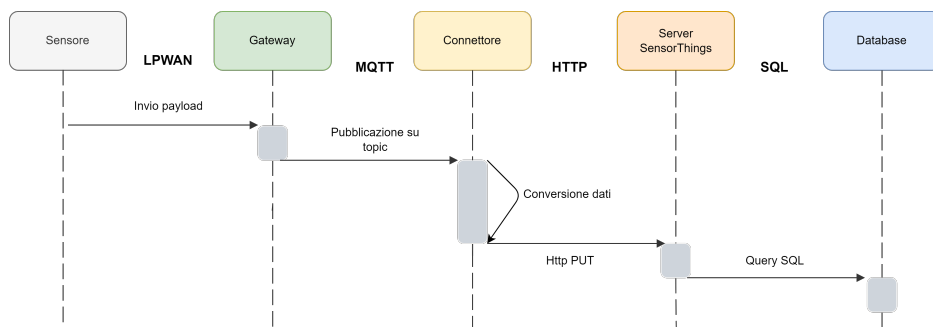 Sensore
Gateway
Connettore
Server
SensorThings
Database
LPWAN
MQTT
HTTP
SQL
Invio payload
Pubblicazione su
topic
Conversione dati
Http PUT
Query SQL